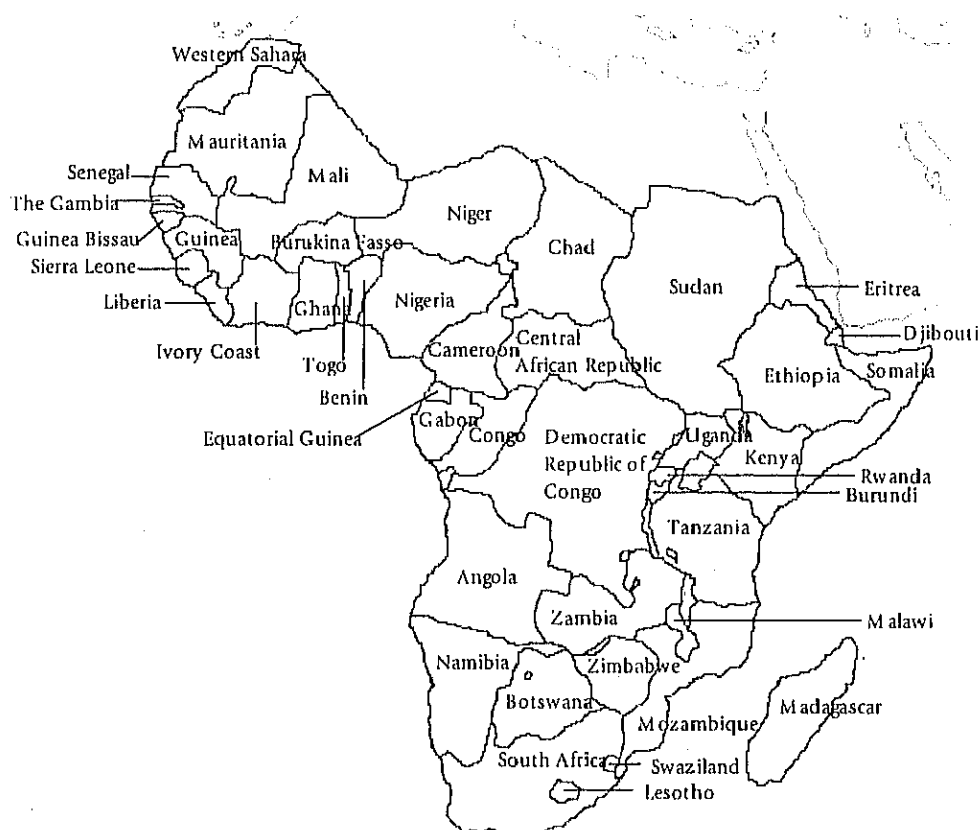 Western Sahara
Mauritania
Senegal
Mali
The Gambia
Niger
Guinea Bissau
Guinea
Burukina Fasso
Chad
Sierra Leone
Sudan
Eritrea
Liberia
Ghana
Nigeria
Djibouti
Ivory Coast
Togo
Cameroon
Central
African Republic
Somalia
Ethiopia
Benin
Equatorial Guinea
Gabon
Congo
Democratic
Republic of
Congo
Uganda
Kenya
Rwanda
Burundi
Tanzania
Angola
Zambia
Malawi
Namibia
Zimbabwe
Botswana
Mozambique
Madagascar
South Africa
Swaziland
Lesotho